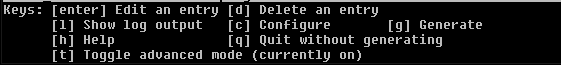 Keys: [enter] Edit an entry [d] Delete an entry
[l] Show log output [c] Configure [g] Generate
[h] Help [q] Quit without generating
[t] Toggle advanced mode (currently on)